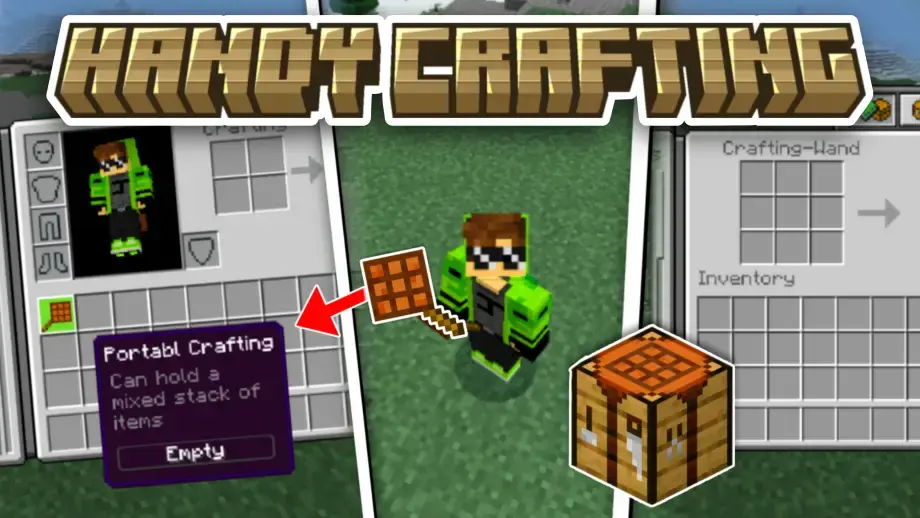 HANDY CRAFTING
Crafting
Portabl Crafting
Can hold a
mixed stack of
items
Empty
Crafting-Wand
Inventory